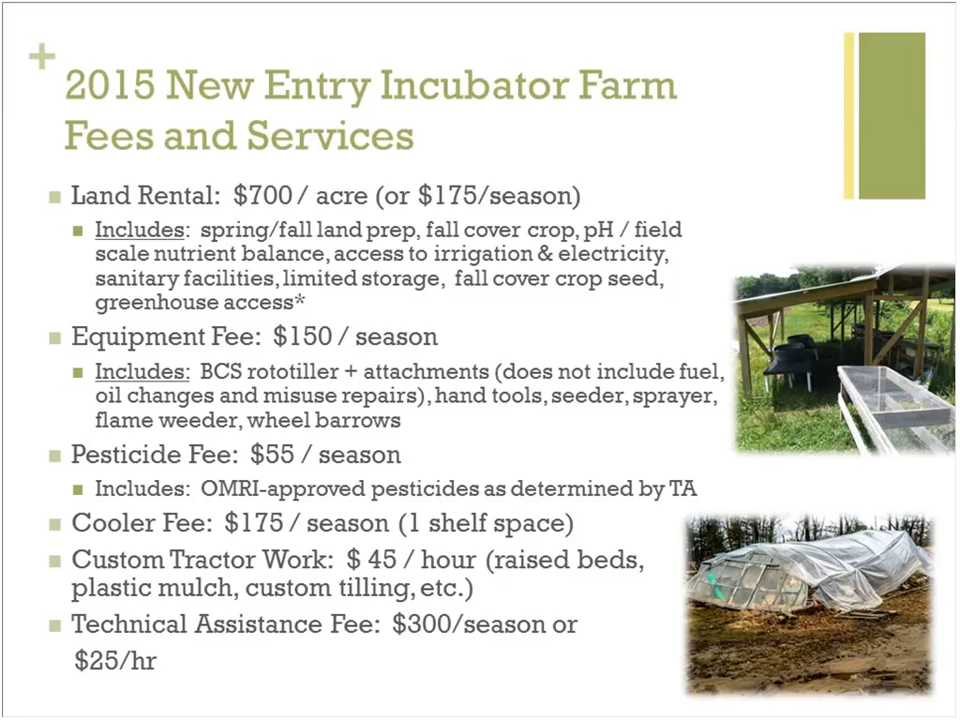 +
2015 New Entry Incubator Farm
Fees and Services
Land Rental: $700 / acre (or $175/season)
Includes: spring/fall land prep, fall cover crop, pH / field
scale nutrient balance, access to irrigation & electricity,
sanitary facilities, limited storage, fall cover crop seed,
greenhouse access*
Equipment Fee: $150 / season
Includes: BCS rototiller + attachments (does not include fuel,
oil changes and misuse repairs), hand tools, seeder, sprayer,
flame weeder, wheel barrows
Pesticide Fee: $55 / season
Includes: OMRI-approved pesticides as determined by TA
Cooler Fee: $175 / season (1 shelf space)
Custom Tractor Work: $ 45 / hour (raised beds,
plastic mulch, custom tilling, etc.)
Technical Assistance Fee: $300/season or
$25/hr